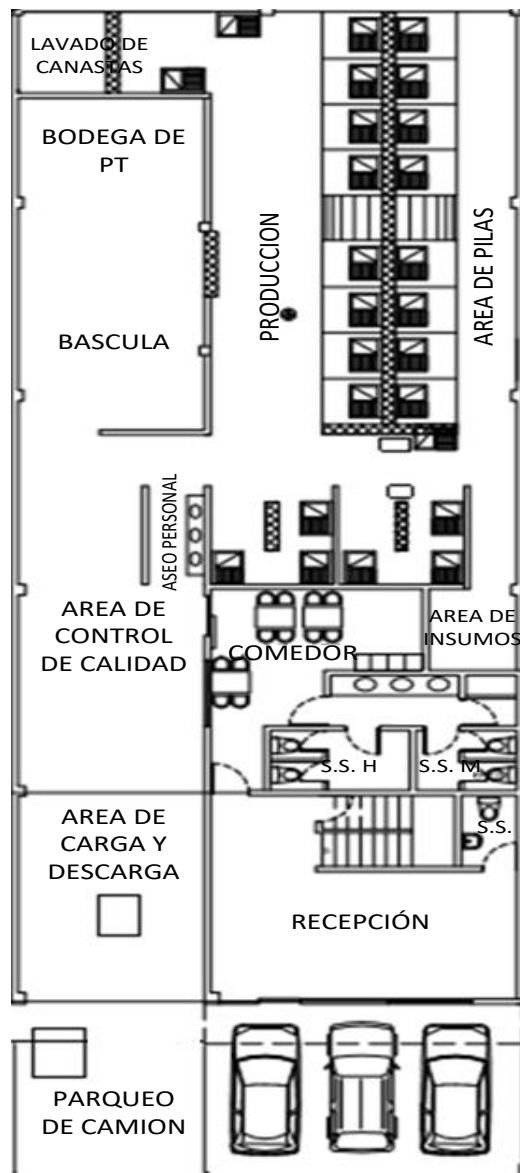 LAVADO DE
CANASTAS
BODEGA DE
PT
PRODUCCION
AREA DE PILAS
BASCULA
ASEO PERSONAL
AREA DE
CONTROL
DE CALIDAD
COMEDOR
AREA DE
INSUMOS
S.S. H
S.S. M
AREA DE
CARGA Y
DESCARGA
S.S.
RECEPCIÓN
PARQUEO
DE CAMION